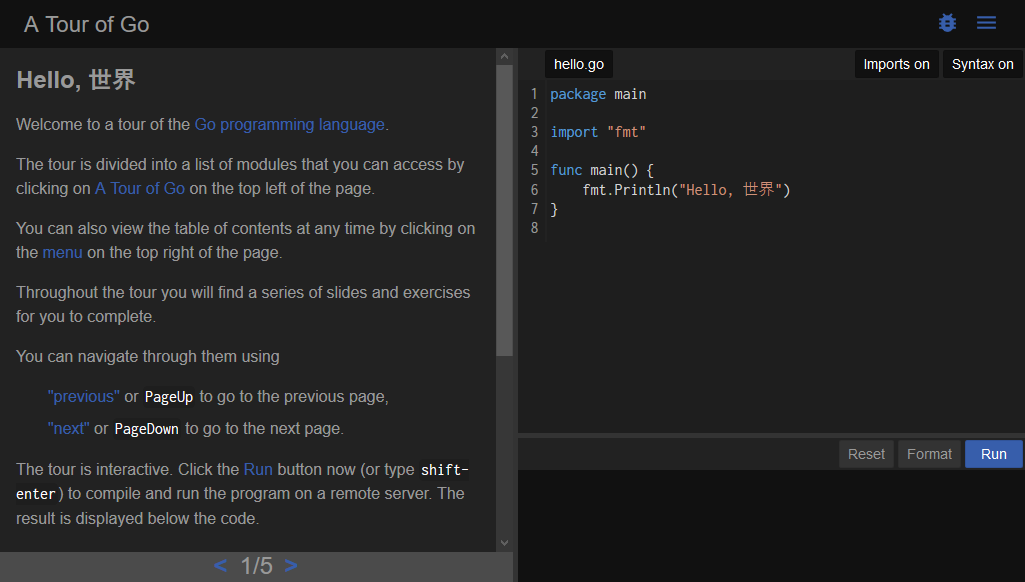 A Tour of Go
Hello, 世界
Welcome to a tour of the Go programming language.
The tour is divided into a list of modules that you can access by
clicking on A Tour of Go on the top left of the page.
You can also view the table of contents at any time by clicking on
the menu on the top right of the page.
Throughout the tour you will find a series of slides and exercises
for you to complete.
You can navigate through them using
"previous" or PageUp to go to the previous page,
"next" or PageDown to go to the next page.
The tour is interactive. Click the Run button now (or type shift-
enter) to compile and run the program on a remote server. The
result is displayed below the code.
< 1/5 >
hello.go Imports on Syntax on
1 package main
2
3 import "fmt"
4
5 func main() {
6     fmt.Println("Hello, 世界")
7 }
8
Reset Format Run